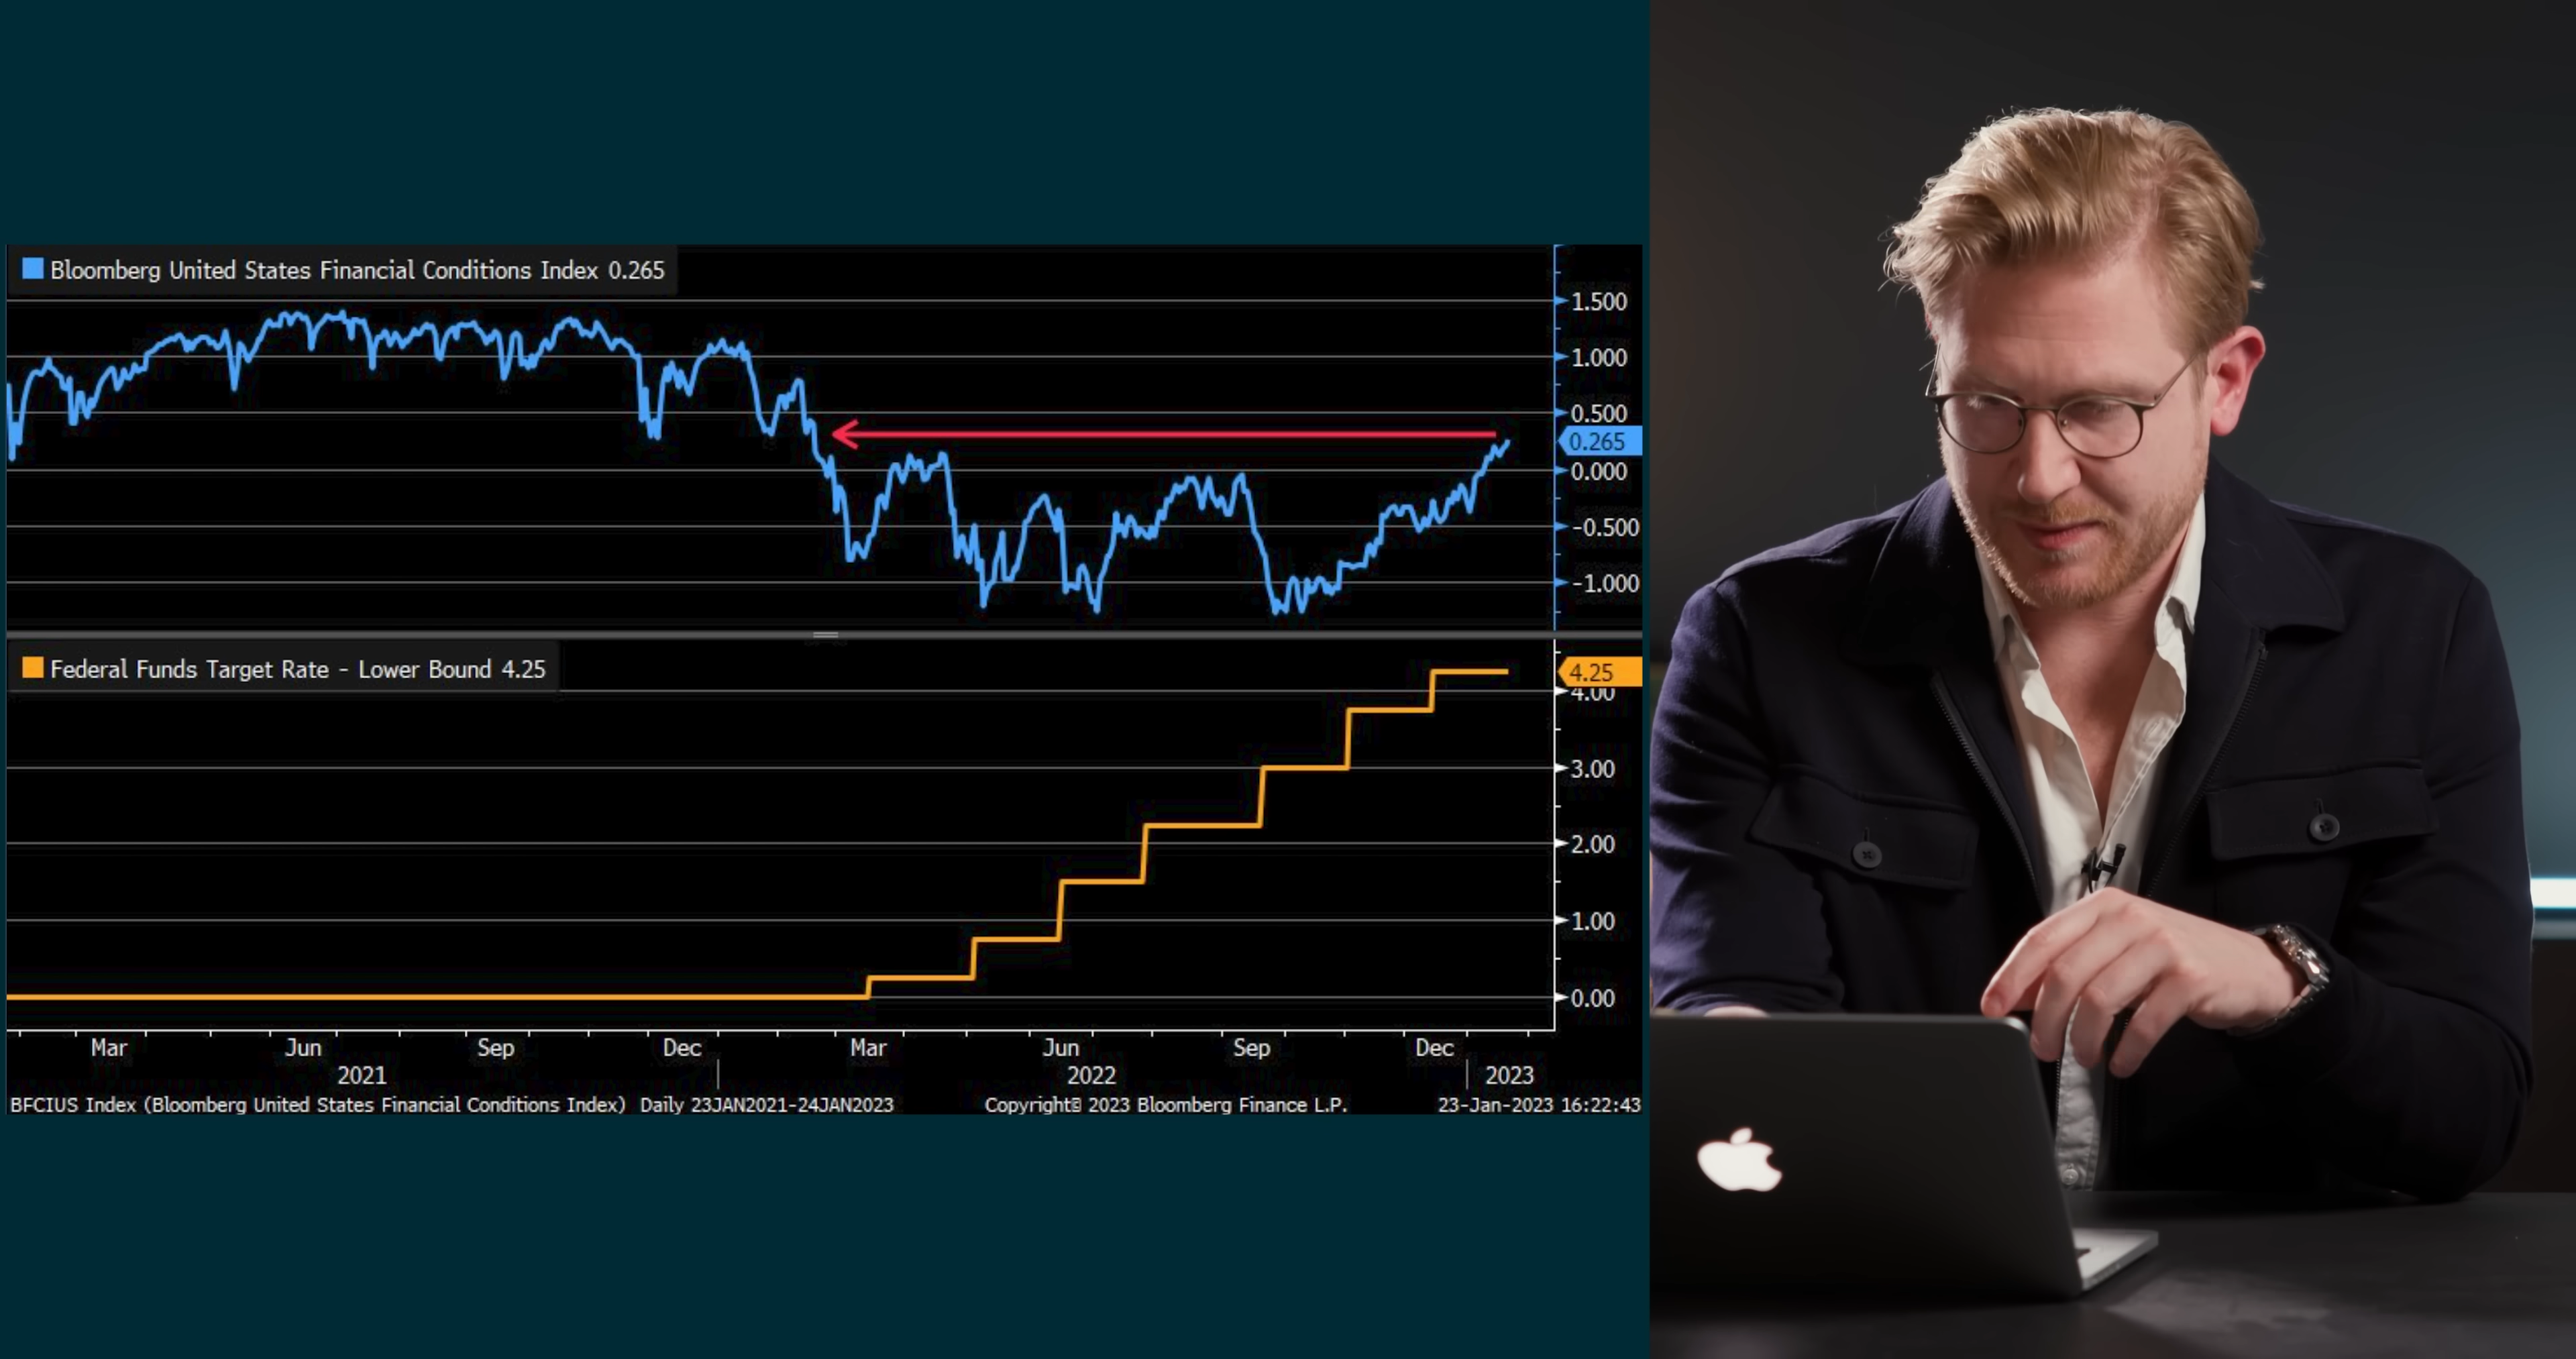 Bloomberg United States Financial Conditions Index 0.265
1.500
1.000
0.500
0.265
0.000
-0.500
-1.000
Federal Funds Target Rate - Lower Bound 4.25
4.25
4.00
3.00
2.00
1.00
0.00
Mar Jun Sep Dec Mar Jun Sep Dec
2021 2022 2023
BFCIUS Index (Bloomberg United States Financial Conditions Index) Daily 23JAN2021-24JAN2023 Copyright© 2023 Bloomberg Finance L.P. 23-Jan-2023 16:22:43